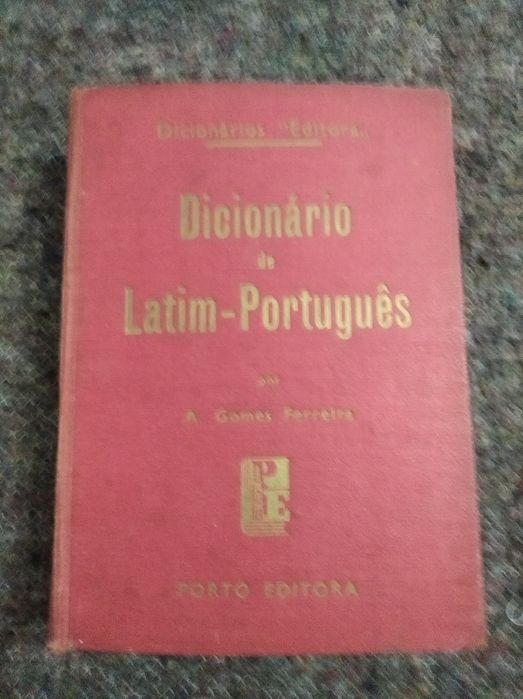 Dicionários "Editora„
Dicionário
de
Latim-Português
por
A. Gomes Ferreira
PE
PORTO EDITORA